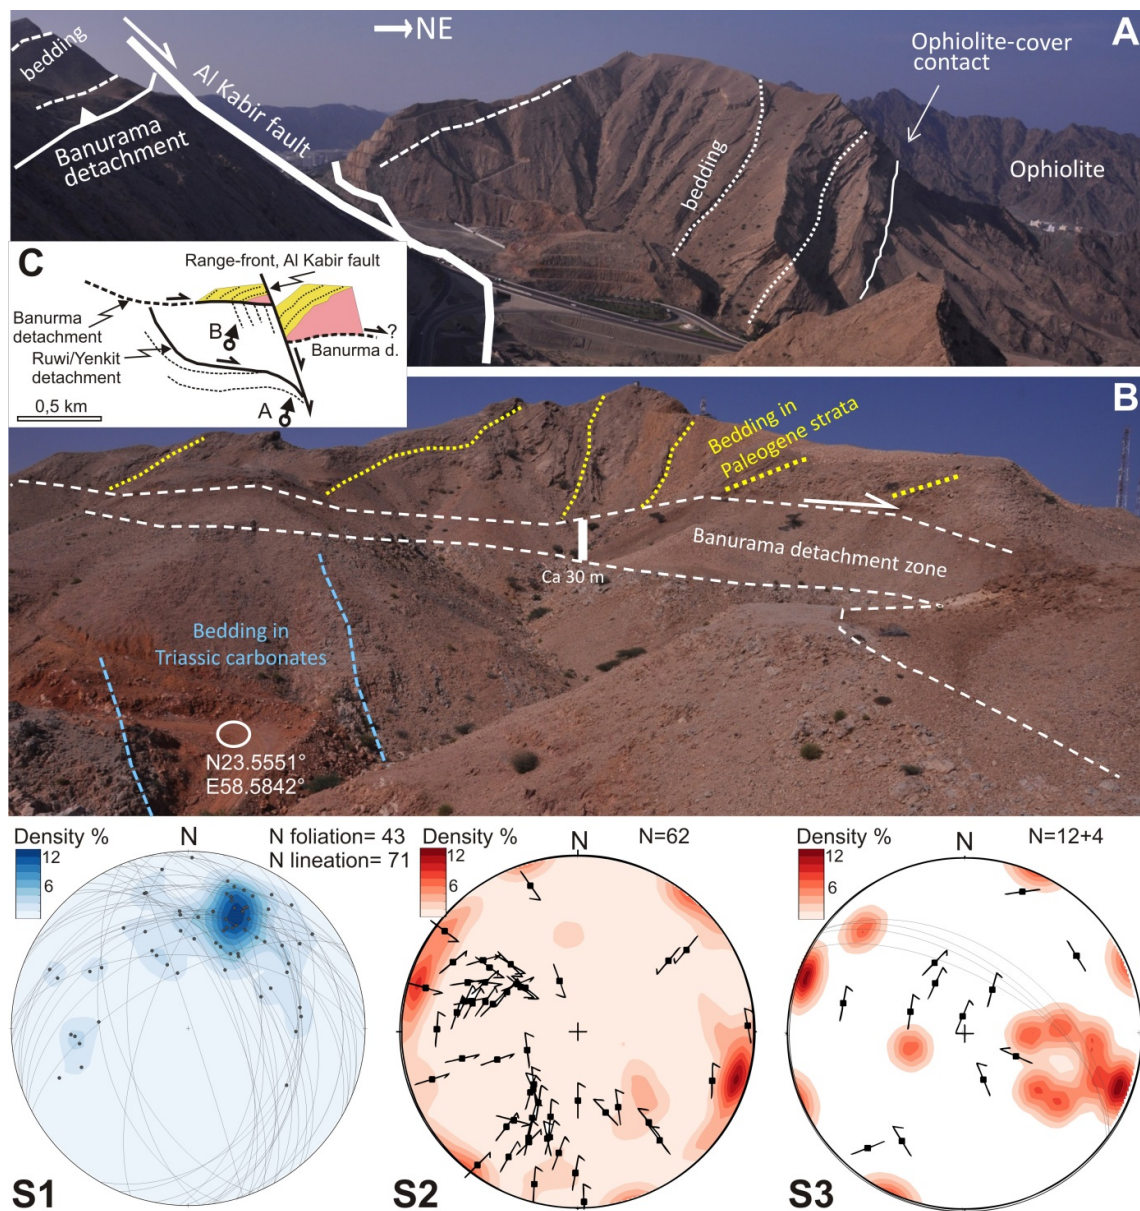 A
NE
bedding
Al Kabir fault
Banurama
detachment
Ophiolite-cover
contact
bedding
Ophiolite
C
Range-front, Al Kabir fault
Banurma
detachment
B
?
Banurma d.
Ruwi/Yenkit
detachment
0,5 km
A
B
Bedding in
Paleogene strata
Banurama detachment zone
Ca 30 m
Bedding in
Triassic carbonates
N23.5551°
E58.5842°
Density %
12
6
N
N foliation= 43
N lineation= 71
S1
Density %
12
6
N
N=62
S2
Density %
12
6
N
N=12+4
S3